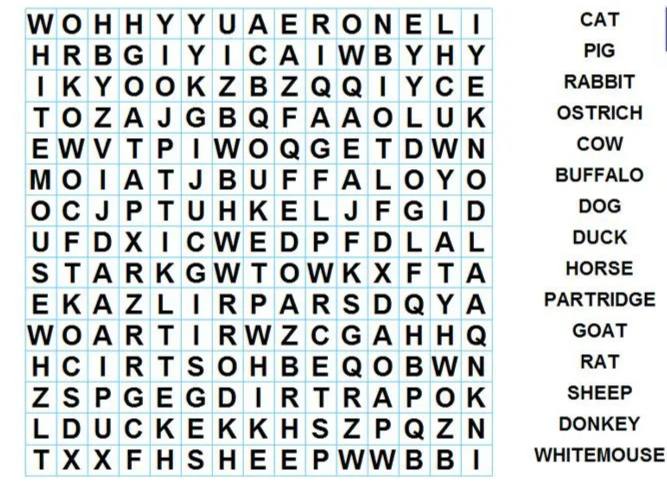 W O H H Y Y U A E R O N E L I
H R B G I Y I C A I W B Y H Y
I K Y O O K Z B Z Q Q I Y C E
T O Z A J G B Q F A A O L U K
E W V T P I W O Q G E T D W N
M O I A T J B U F F A L O Y O
O C J P T U H K E L J F G I D
U F D X I C W E D P F D L A L
S T A R K G W T O W K X F T A
E K A Z L I R P A R S D Q Y A
W O A R T I R W Z C G A H H Q
H C I R T S O H B E Q O B W N
Z S P G E G D I R T R A P O K
L D U C K E K K H S Z P Q Z N
T X X F H S H E E P W W B B I
CAT
PIG
RABBIT
OSTRICH
COW
BUFFALO
DOG
DUCK
HORSE
PARTRIDGE
GOAT
RAT
SHEEP
DONKEY
WHITEMOUSE